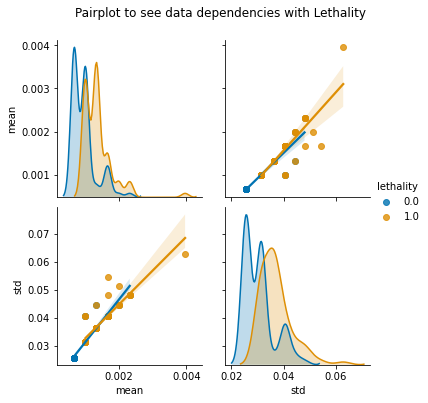 Pairplot to see data dependencies with Lethality
0.004
0.003
0.002
0.001
mean
lethality
0.0
1.0
0.07
0.06
0.05
0.04
0.03
std
0.002
0.004
mean
0.02
0.04
0.06
std